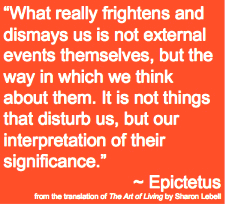 “What really frightens and
dismays us is not external
events themselves, but the
way in which we think
about them. It is not things
that disturb us, but our
interpretation of their
significance.”
~ Epictetus
from the translation of The Art of Living by Sharon Lebell